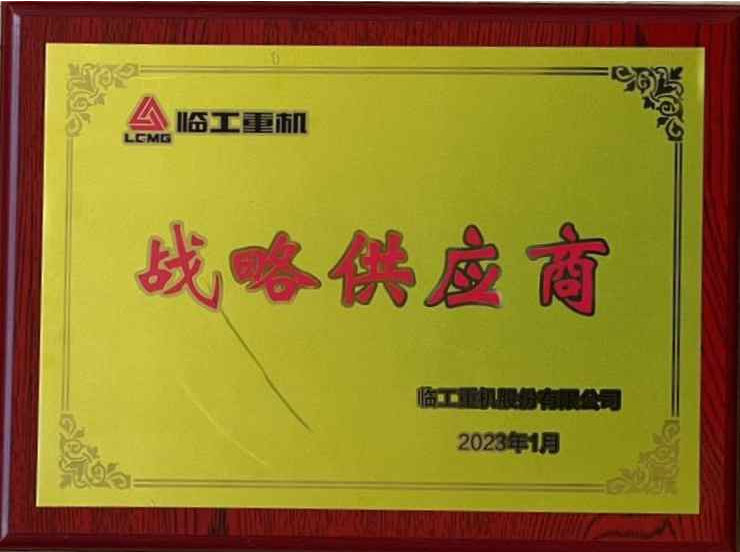 临工重机
LGMG
战略供应商
临工重机股份有限公司
2023年1月